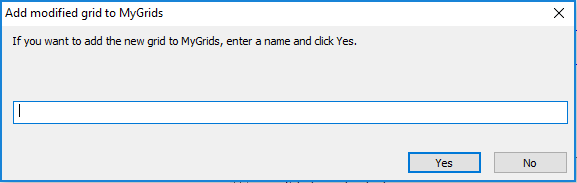 Add modified grid to MyGrids
If you want to add the new grid to MyGrids, enter a name and click Yes.
Yes No